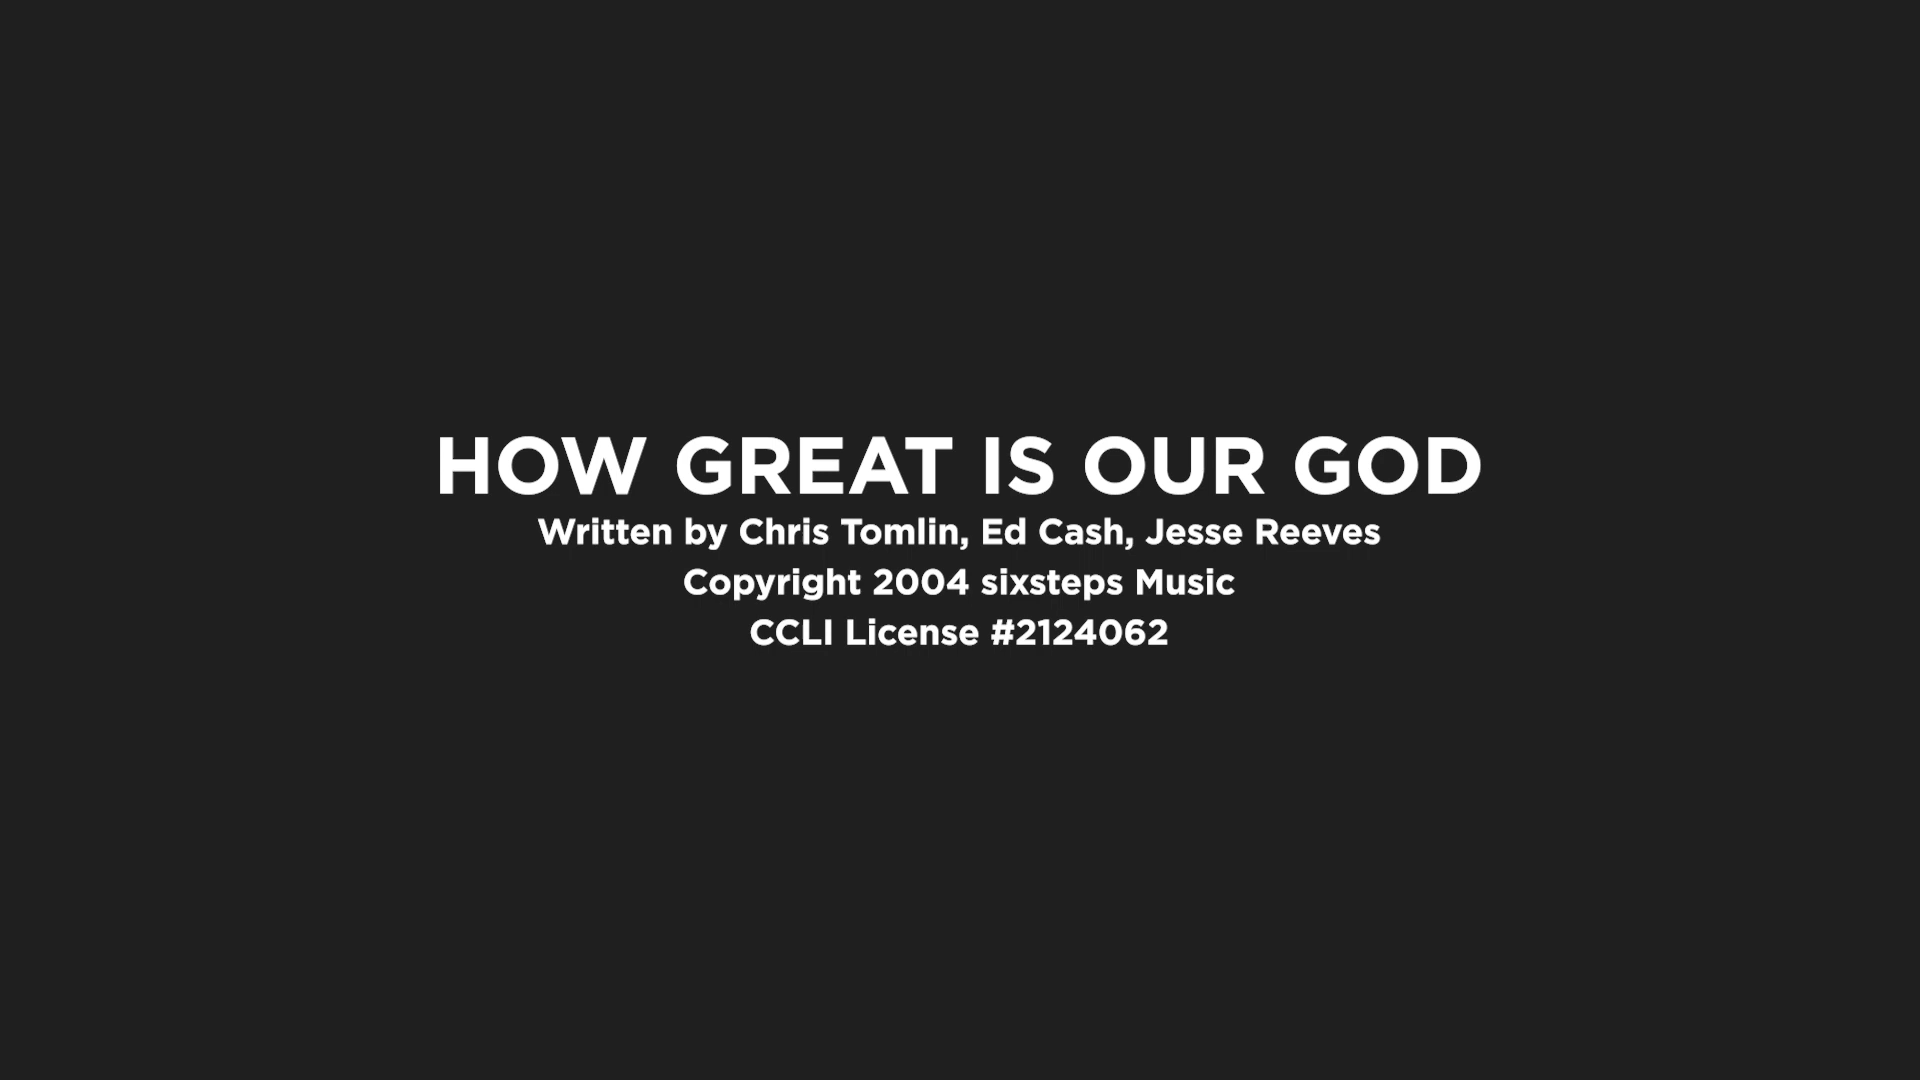 HOW GREAT IS OUR GOD
Written by Chris Tomlin, Ed Cash, Jesse Reeves
Copyright 2004 sixsteps Music
CCLI License #2124062